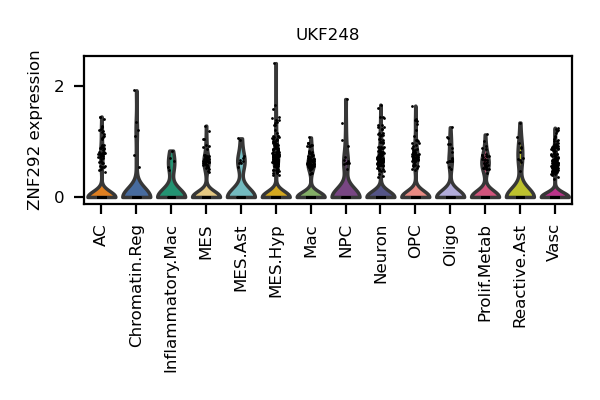 UKF248
ZNF292 expression
2
0
AC
Chromatin.Reg
Inflammatory.Mac
MES
MES.Ast
MES.Hyp
Mac
NPC
Neuron
OPC
Oligo
Prolif.Metab
Reactive.Ast
Vasc